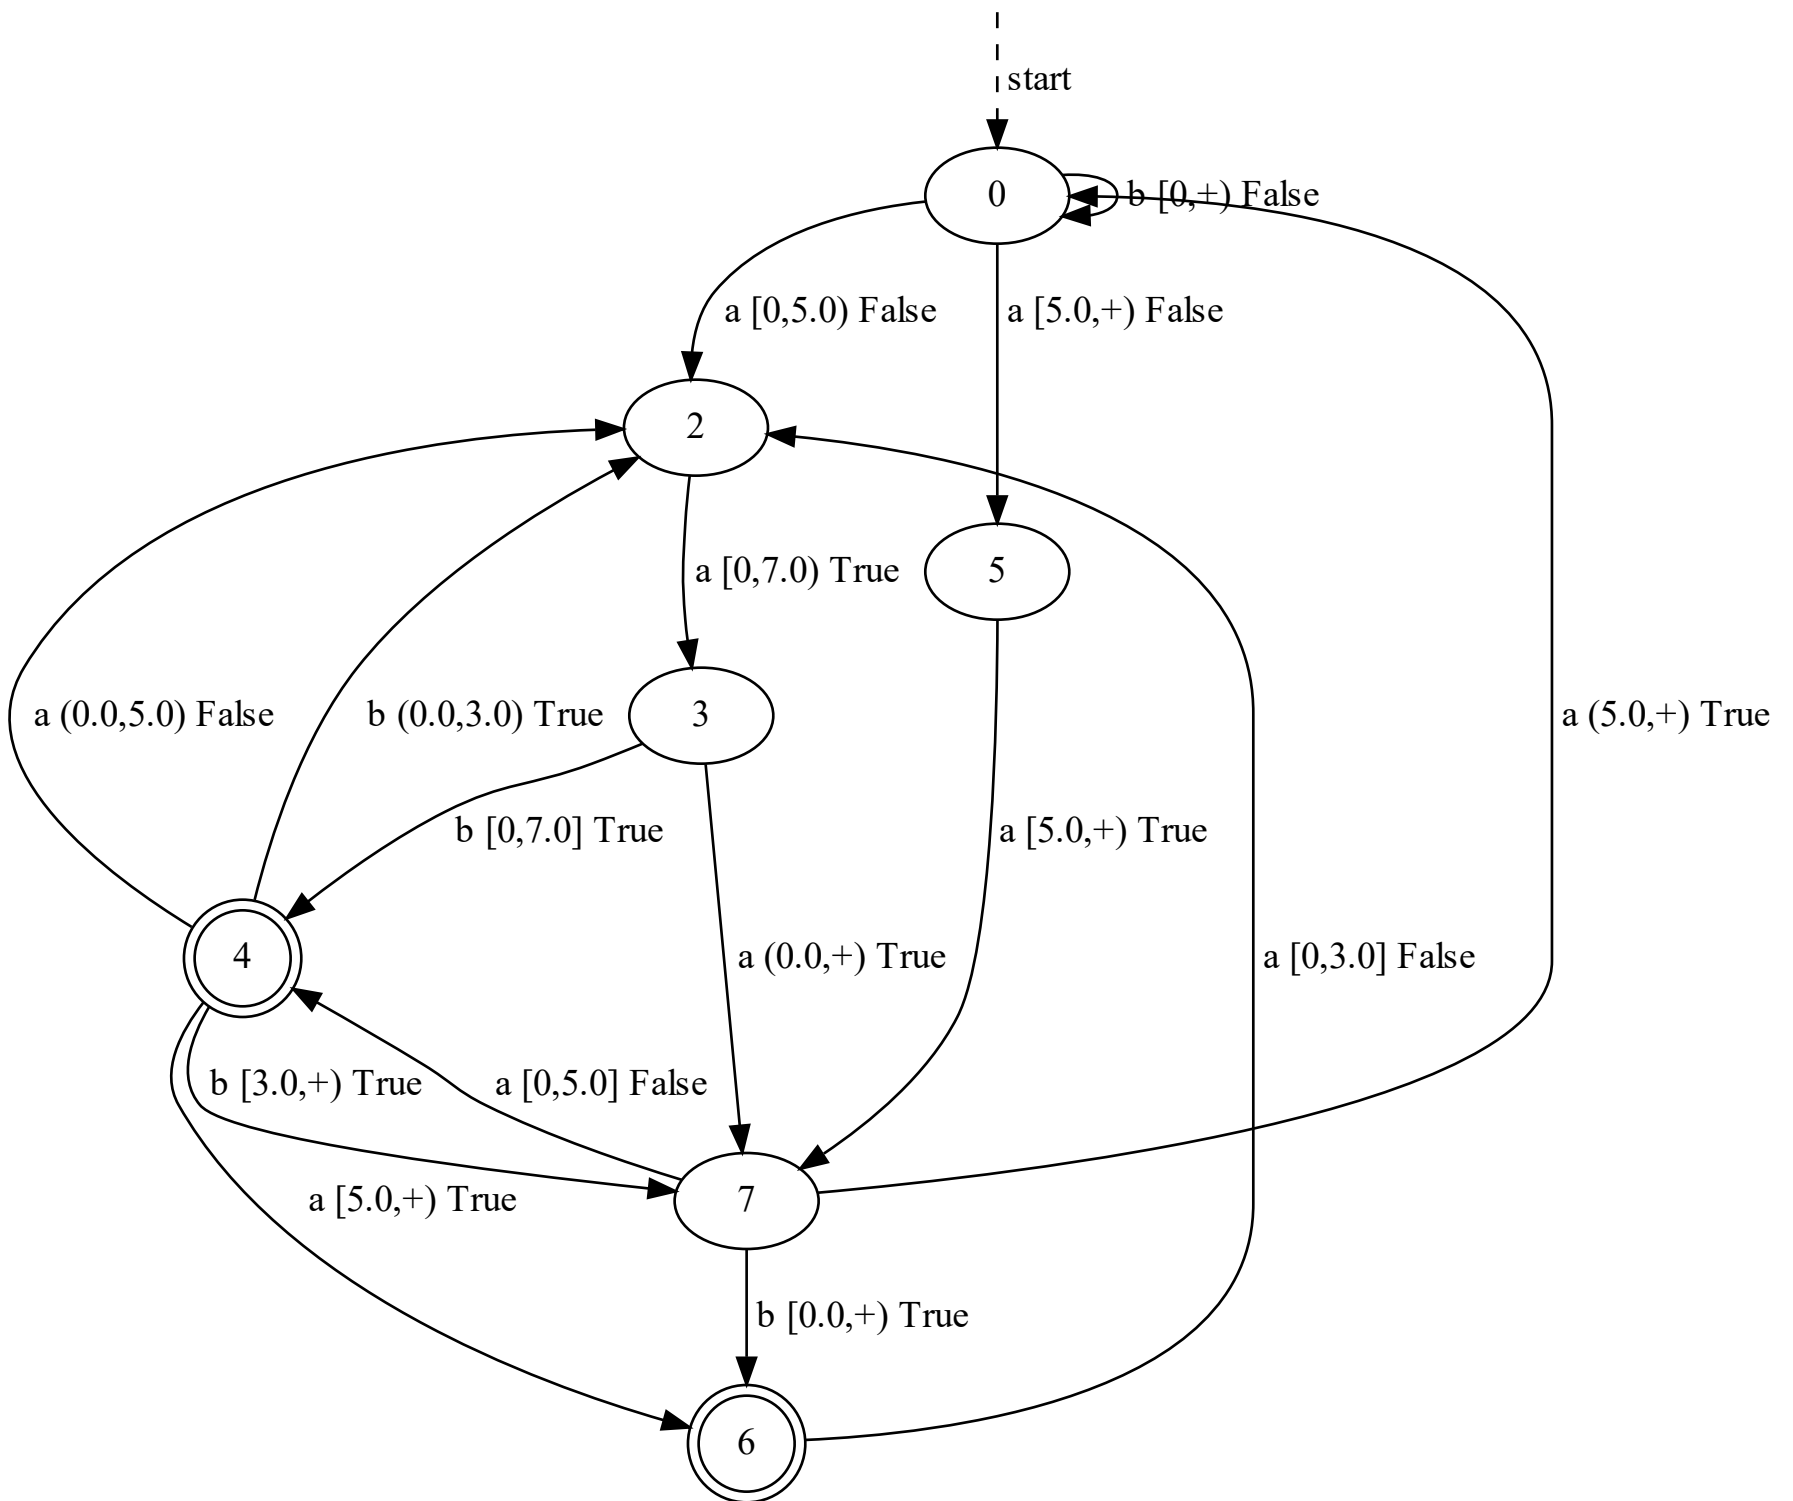 start
0
b [0,+) False
a [0,5.0) False
a [5.0,+) False
2
a [0,7.0) True
5
a (0.0,5.0) False
b (0.0,3.0) True
3
a (5.0,+) True
b [0,7.0] True
a [5.0,+) True
4
a (0.0,+) True
a [0,3.0] False
b [3.0,+) True
a [0,5.0] False
a [5.0,+) True
7
b [0.0,+) True
6